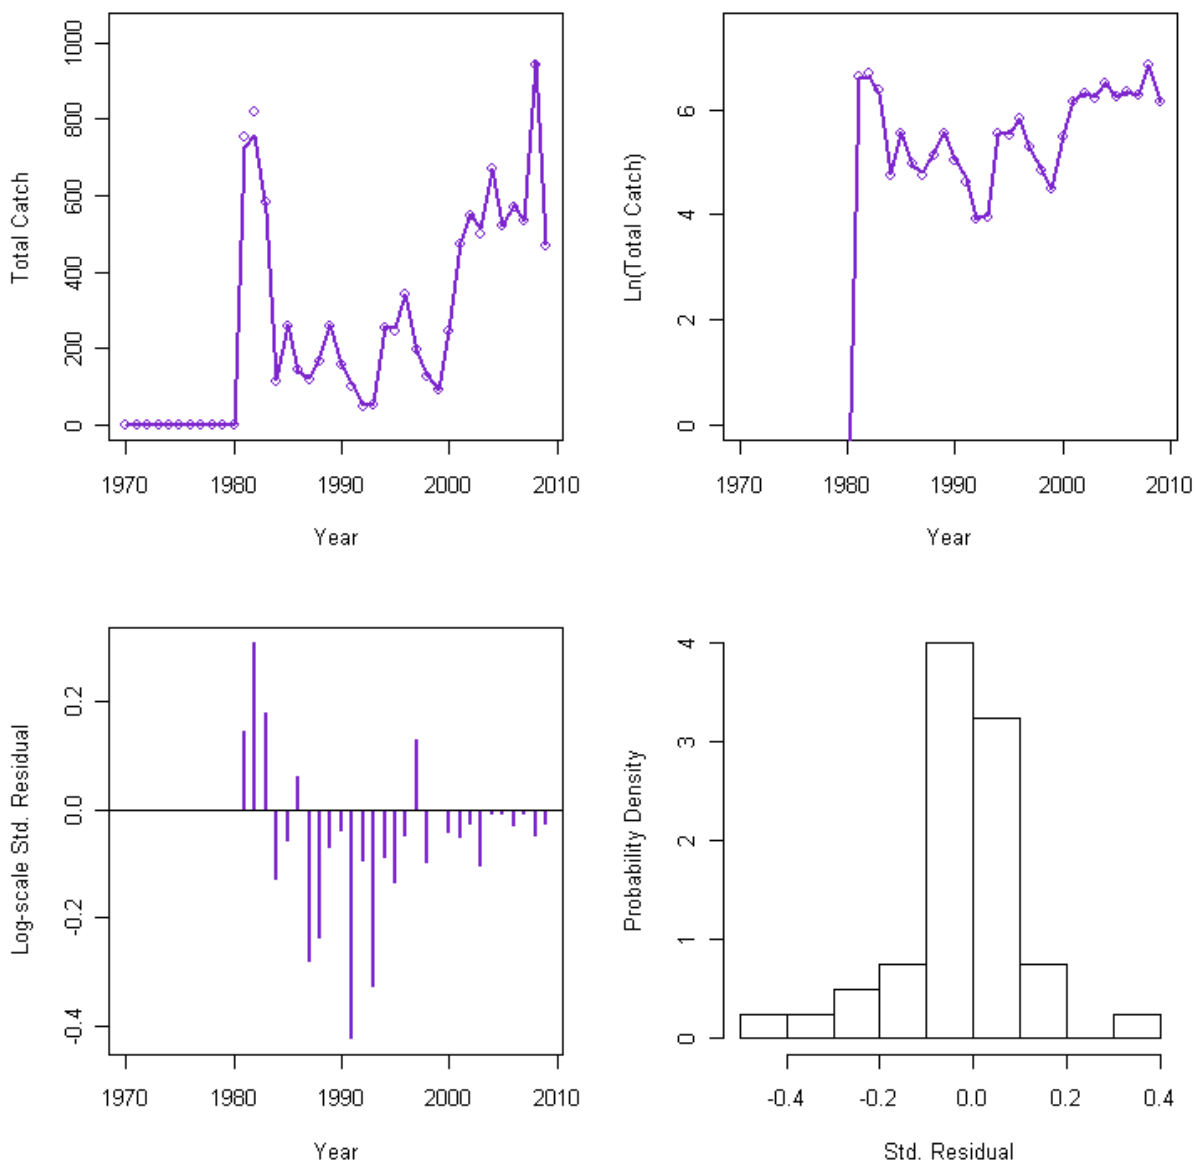 Total Catch
0 200 400 600 800 1000
1970 1980 1990 2000 2010
Year
Ln(Total Catch)
0 2 4 6
1970 1980 1990 2000 2010
Year
Log-scale Std. Residual
-0.4 -0.2 0.0 0.2
1970 1980 1990 2000 2010
Year
Probability Density
0 1 2 3 4
-0.4 -0.2 0.0 0.2 0.4
Std. Residual